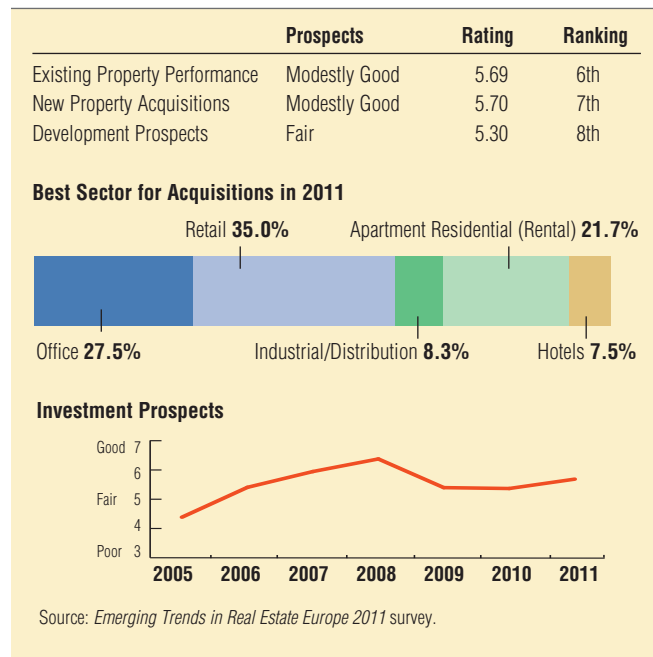 Prospects Rating Ranking
Existing Property Performance Modestly Good 5.69 6th
New Property Acquisitions Modestly Good 5.70 7th
Development Prospects Fair 5.30 8th
Best Sector for Acquisitions in 2011
Retail 35.0% Apartment Residential (Rental) 21.7%
Office 27.5% Industrial/Distribution 8.3% Hotels 7.5%
Investment Prospects
Good 7
6
Fair 5
4
Poor 3
2005 2006 2007 2008 2009 2010 2011
Source: Emerging Trends in Real Estate Europe 2011 survey.